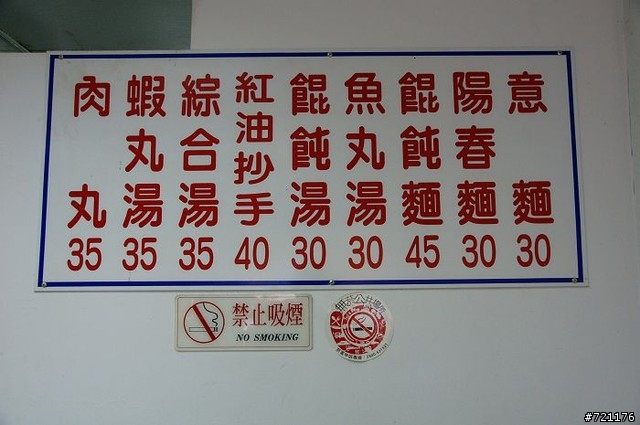 意麵 30
陽春麵 30
餛飩麵 45
魚丸湯 30
餛飩湯 30
紅油抄手 40
綜合湯 35
蝦丸湯 35
肉丸 35
禁止吸煙
NO SMOKING
#721176